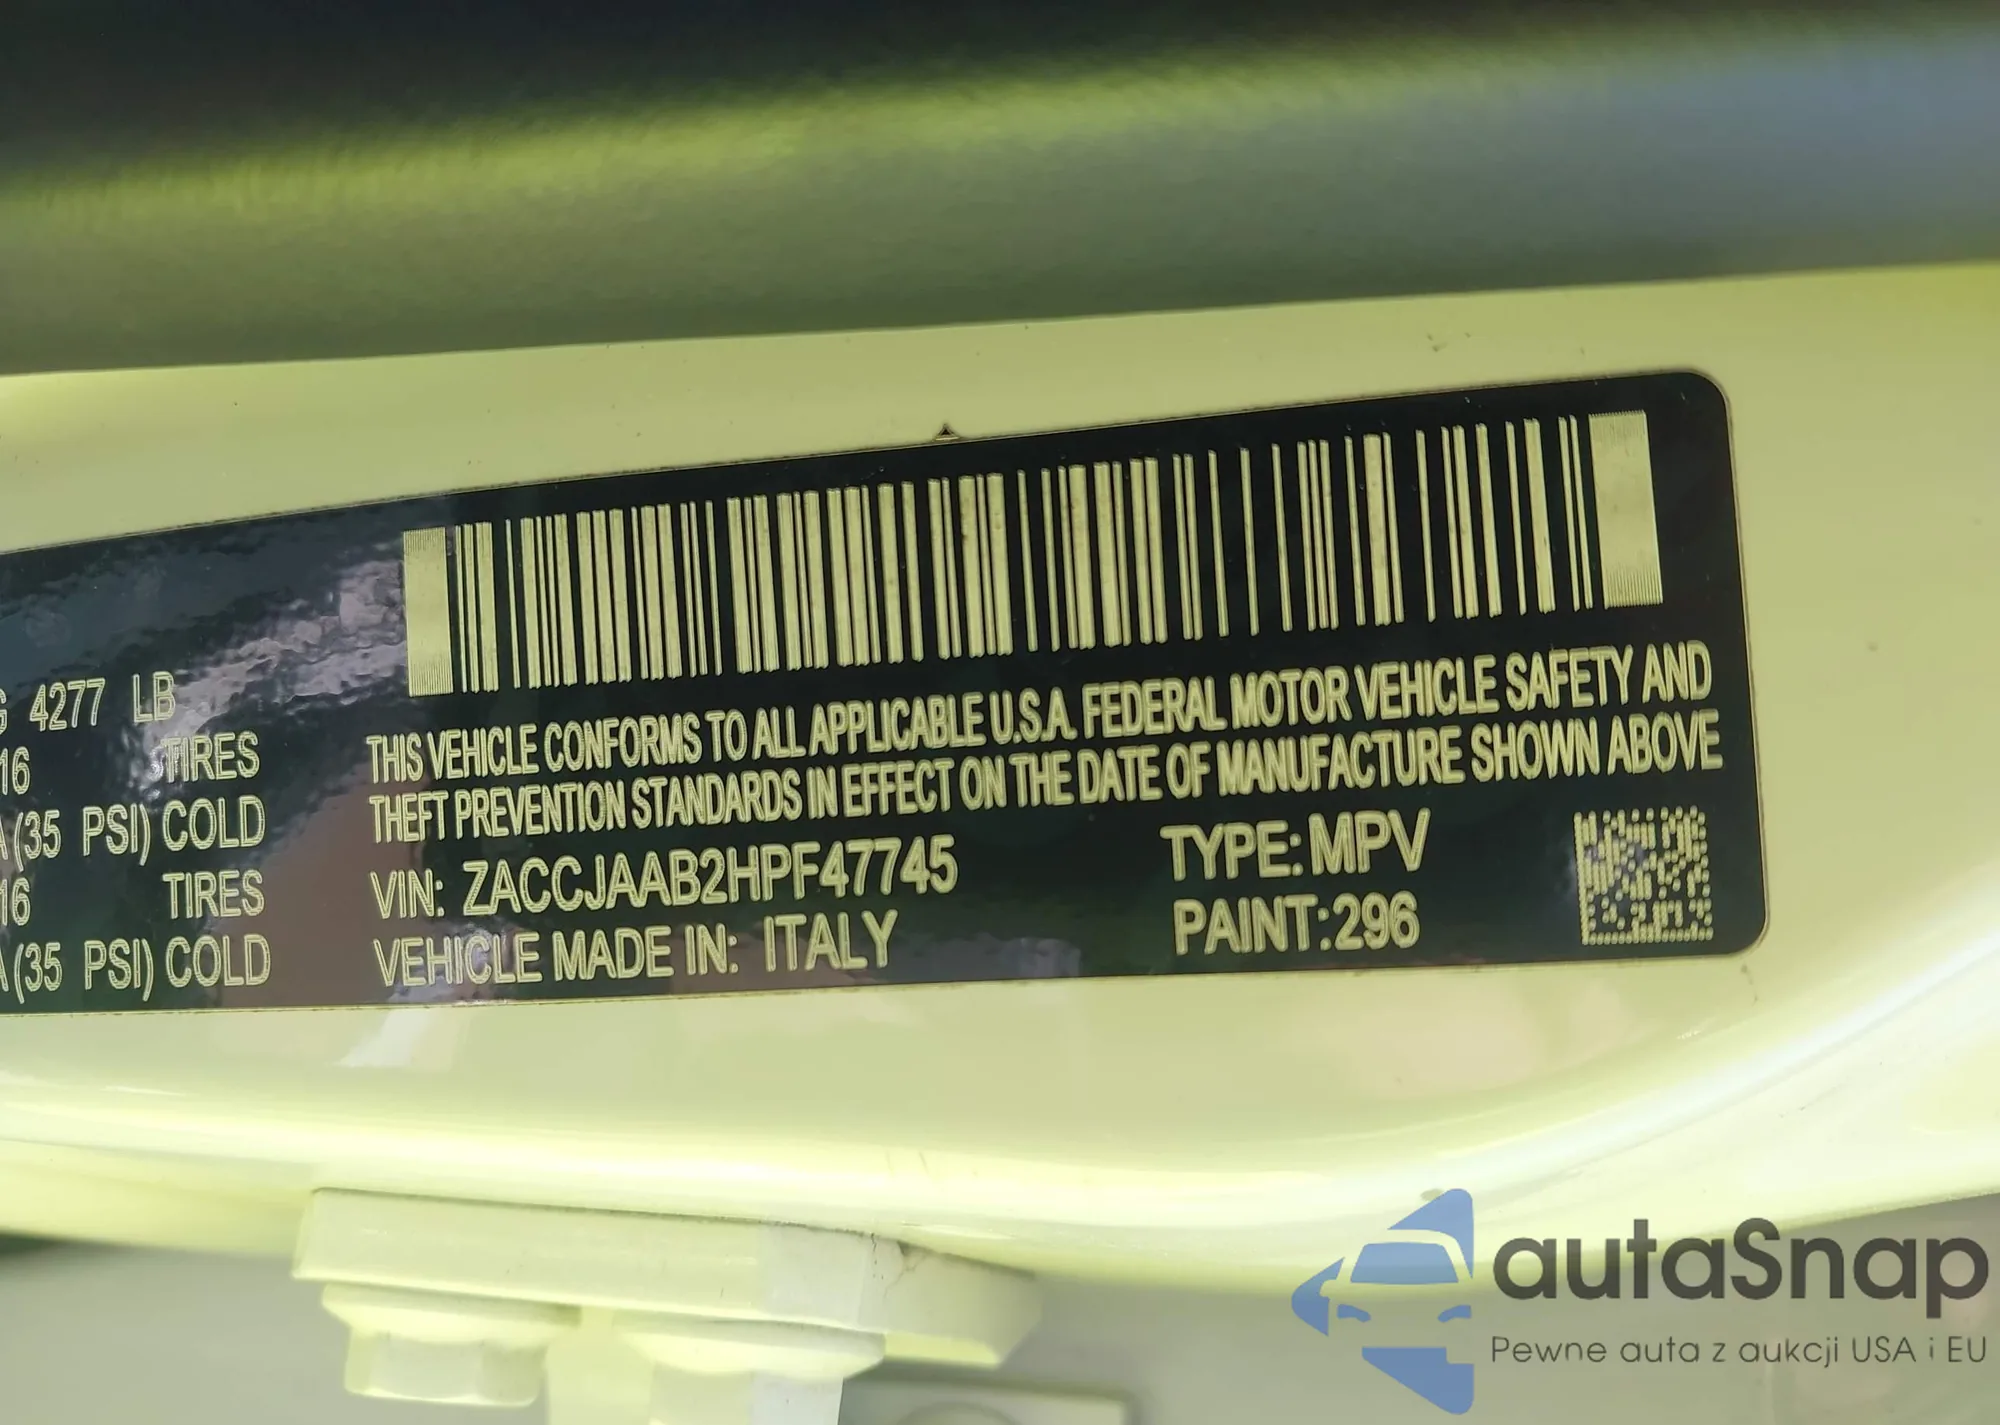 4277 LB
16 TIRES
(35 PSI) COLD
16 TIRES
(35 PSI) COLD
THIS VEHICLE CONFORMS TO ALL APPLICABLE U.S.A. FEDERAL MOTOR VEHICLE SAFETY AND
THEFT PREVENTION STANDARDS IN EFFECT ON THE DATE OF MANUFACTURE SHOWN ABOVE
VIN: ZACCJAAB2HPF47745 TYPE: MPV
VEHICLE MADE IN: ITALY PAINT:296
autaSnap
Pewne auta z aukcji USA i EU